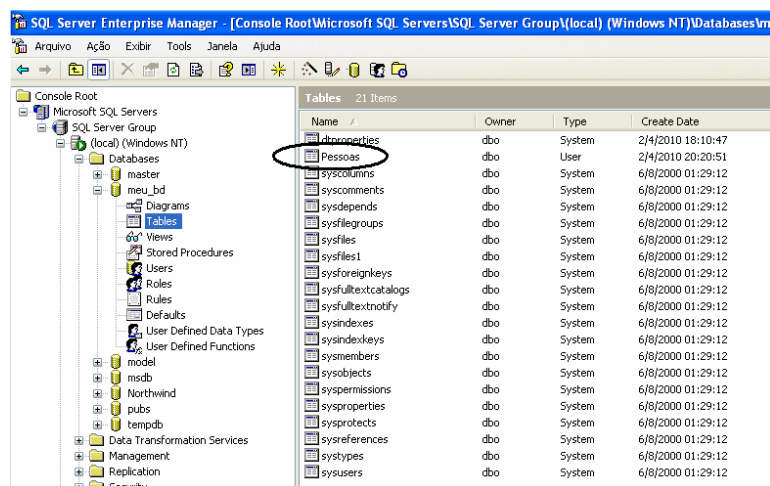 SQL Server Enterprise Manager - [Console Root\Microsoft SQL Servers\SQL Server Group\(local) (Windows NT)\Databases\m
Arquivo Ação Exibir Tools Janela Ajuda
Console Root
Microsoft SQL Servers
SQL Server Group
(local) (Windows NT)
Databases
master
meu_bd
Diagrams
Tables
Views
Stored Procedures
Users
Roles
Rules
Defaults
User Defined Data Types
User Defined Functions
model
msdb
Northwind
pubs
tempdb
Data Transformation Services
Management
Replication
Security
Tables 21 Items
Name Owner Type Create Date
dtproperties dbo System 2/4/2010 18:10:47
Pessoas dbo User 2/4/2010 20:20:51
syscolumns dbo System 6/8/2000 01:29:12
syscomments dbo System 6/8/2000 01:29:12
sysdepends dbo System 6/8/2000 01:29:12
sysfilegroups dbo System 6/8/2000 01:29:12
sysfiles dbo System 6/8/2000 01:29:12
sysfiles1 dbo System 6/8/2000 01:29:12
sysforeignkeys dbo System 6/8/2000 01:29:12
sysfulltextcatalogs dbo System 6/8/2000 01:29:12
sysfulltextnotify dbo System 6/8/2000 01:29:12
sysindexes dbo System 6/8/2000 01:29:12
sysindexkeys dbo System 6/8/2000 01:29:12
sysmembers dbo System 6/8/2000 01:29:12
sysobjects dbo System 6/8/2000 01:29:12
syspermissions dbo System 6/8/2000 01:29:12
sysproperties dbo System 6/8/2000 01:29:12
sysprotects dbo System 6/8/2000 01:29:12
sysreferences dbo System 6/8/2000 01:29:12
systypes dbo System 6/8/2000 01:29:12
sysusers dbo System 6/8/2000 01:29:12